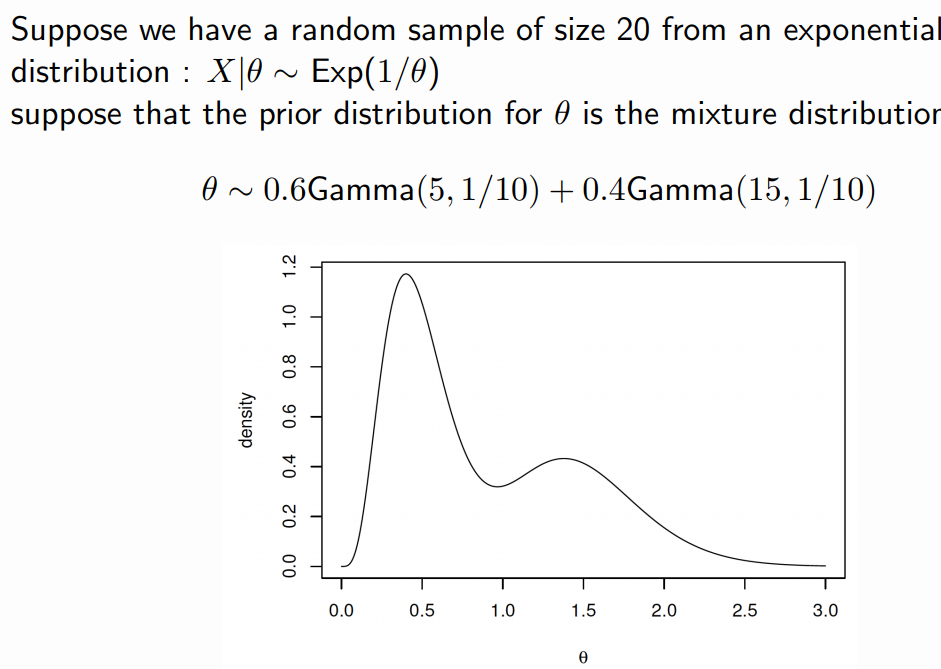 Suppose we have a random sample of size 20 from an exponential
distribution : X|θ ∼ Exp(1/θ)
suppose that the prior distribution for θ is the mixture distribution
θ ∼ 0.6Gamma(5, 1/10) + 0.4Gamma(15, 1/10)
1.2
1.0
0.8
0.6
0.4
0.2
0.0
density
0.0 0.5 1.0 1.5 2.0 2.5 3.0
θ